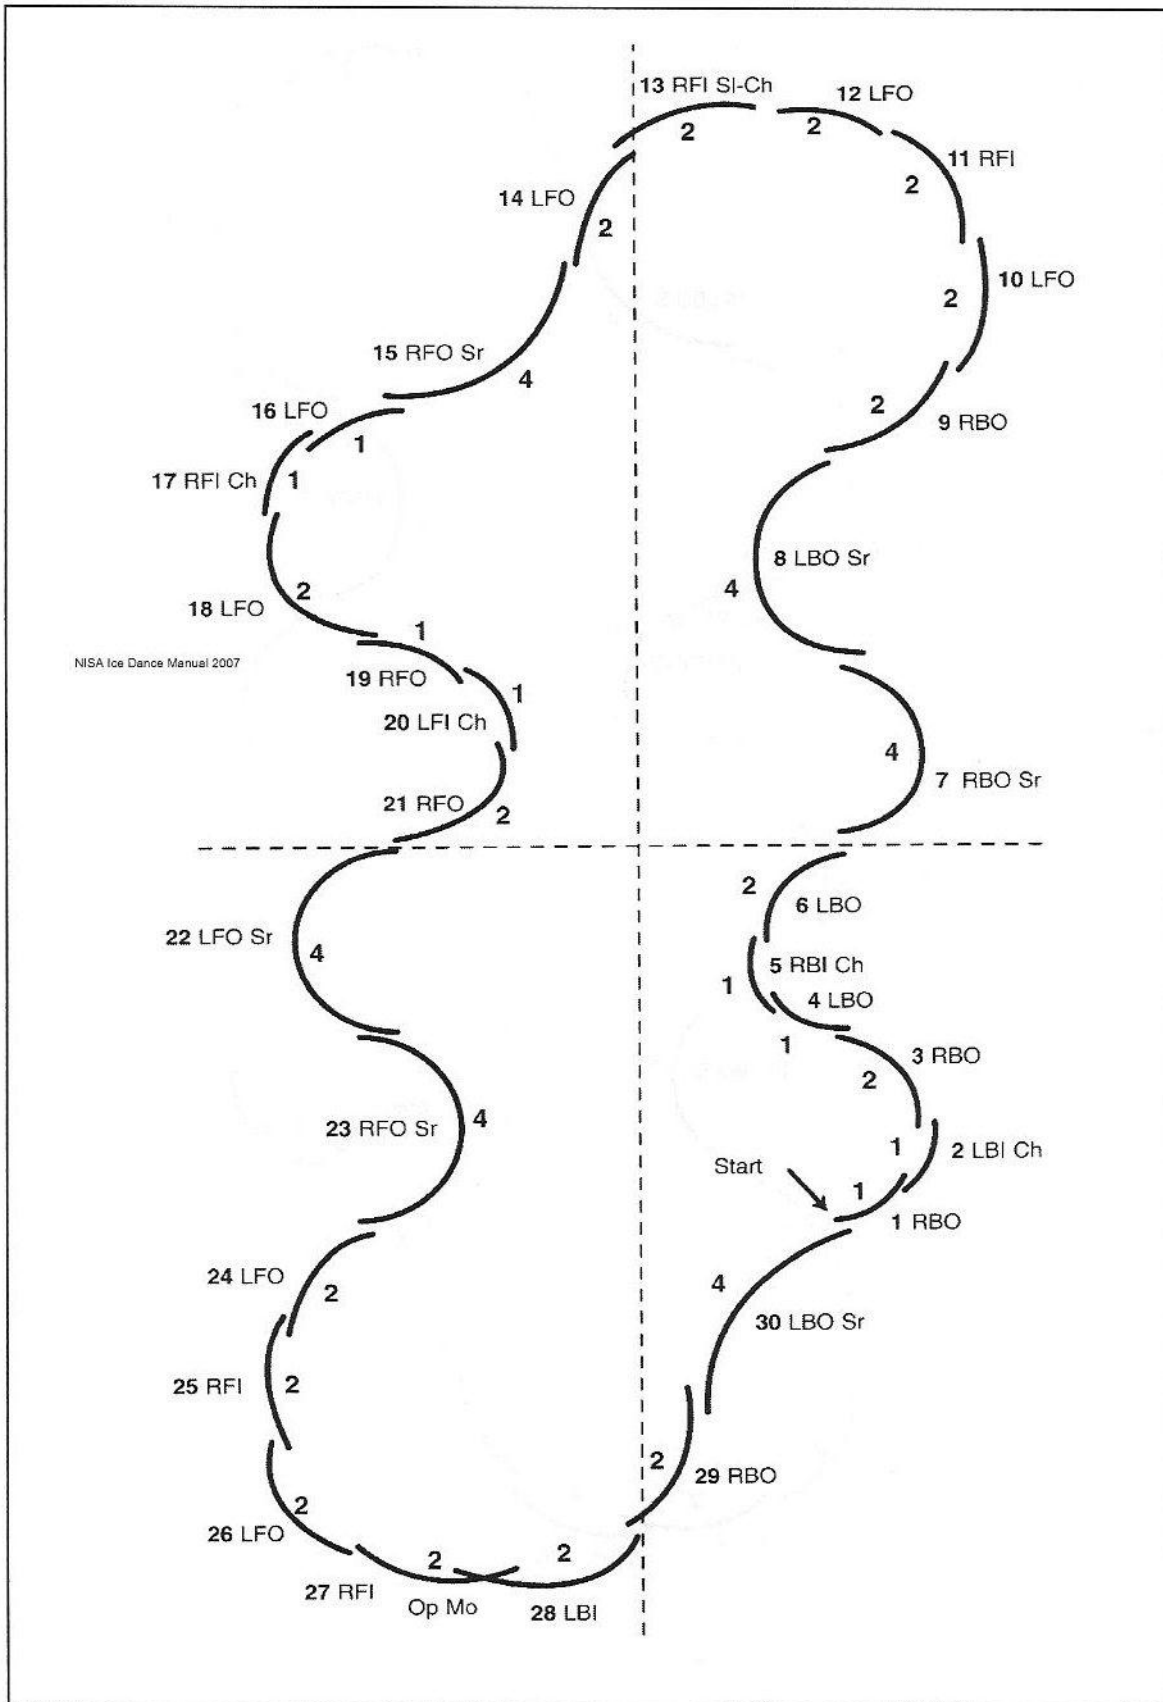 13 RFI Sl-Ch
12 LFO
2
2
11 RFI
14 LFO
2
2
10 LFO
2
15 RFO Sr
4
16 LFO
2
9 RBO
1
17 RFI Ch
1
8 LBO Sr
4
2
18 LFO
1
NISA Ice Dance Manual 2007
19 RFO
20 LFI Ch
1
4
7 RBO Sr
21 RFO
2
2
6 LBO
22 LFO Sr
4
5 RBI Ch
1
4 LBO
1
3 RBO
2
23 RFO Sr
4
1
2 LBI Ch
Start
1
1 RBO
24 LFO
2
4
30 LBO Sr
25 RFI
2
2
29 RBO
2
26 LFO
2
2
27 RFI
Op Mo
28 LBI